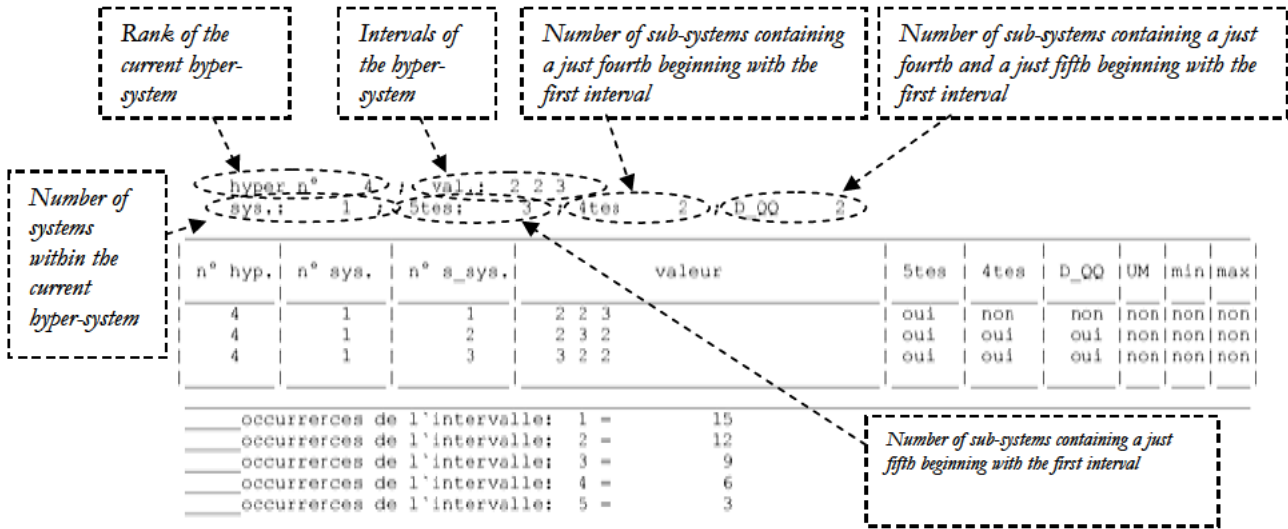 Rank of the
current hyper-
system
Intervals of
the hyper-
system
Number of sub-systems containing
a just fourth beginning with the
first interval
Number of sub-systems containing a just
fourth and a just fifth beginning with the
first interval
Number of
systems
within the
current
hyper-system
hyper n° 4 ; val.: 2 2 3
sys.: 1 ; 5tes: 3 ; 4tes 2 ; D_QQ 2
n° hyp. | n° sys. | n° s_sys. | valeur | 5tes | 4tes | D_QQ |UM |min|max|
4 | 1 | 1 | 2 2 3 | oui | non | non |non|non|non|
4 | 1 | 2 | 2 3 2 | oui | oui | oui |non|non|non|
4 | 1 | 3 | 3 2 2 | oui | oui | oui |non|non|non|
_____occurrerces de l`intervalle: 1 = 15
_____occurrerces de l`intervalle: 2 = 12
_____occurrerces de l`intervalle: 3 = 9
_____occurrerces de l`intervalle: 4 = 6
_____occurrerces de l`intervalle: 5 = 3
Number of sub-systems containing a just
fifth beginning with the first interval